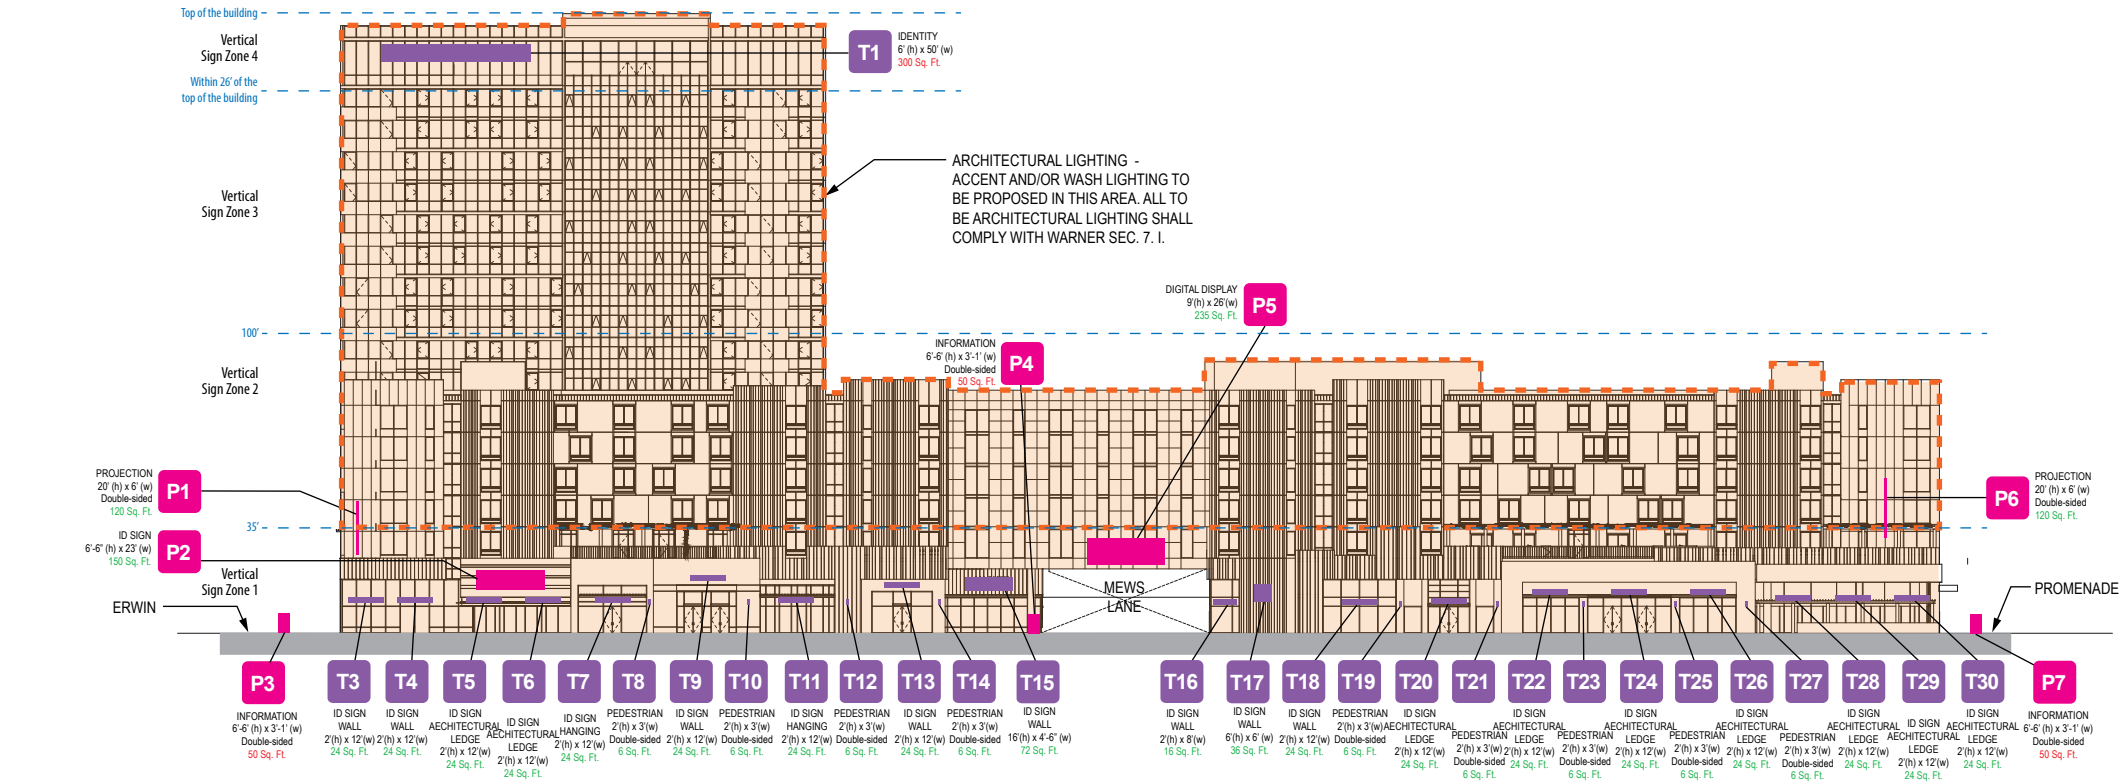 Top of the building
Vertical
Sign Zone 4
Within 26' of the
top of the building
T1
IDENTITY
6' (h) x 50' (w)
300 Sq. Ft.
ARCHITECTURAL LIGHTING -
ACCENT AND/OR WASH LIGHTING TO
BE PROPOSED IN THIS AREA. ALL TO
BE ARCHITECTURAL LIGHTING SHALL
COMPLY WITH WARNER SEC. 7. I.
Vertical
Sign Zone 3
100'
DIGITAL DISPLAY
9'(h) x 26'(w)
235 Sq. Ft.
P5
INFORMATION
6'-6' (h) x 3'-1' (w)
Double-sided
50 Sq. Ft.
P4
Vertical
Sign Zone 2
PROJECTION
20' (h) x 6' (w)
Double-sided
120 Sq. Ft.
P1
P6
PROJECTION
20' (h) x 6' (w)
Double-sided
120 Sq. Ft.
35'
ID SIGN
6'-6" (h) x 23' (w)
150 Sq. Ft.
P2
Vertical
Sign Zone 1
ERWIN
MEWS
LANE
PROMENADE
P3
INFORMATION
6'-6' (h) x 3'-1' (w)
Double-sided
50 Sq. Ft.
T3
ID SIGN
WALL
2'(h) x 12'(w)
24 Sq. Ft.
T4
ID SIGN
WALL
2'(h) x 12'(w)
24 Sq. Ft.
T5
ID SIGN
AECHITECTURAL
LEDGE
2'(h) x 12'(w)
24 Sq. Ft.
T6
ID SIGN
AECHITECTURAL
LEDGE
2'(h) x 12'(w)
24 Sq. Ft.
T7
ID SIGN
HANGING
2'(h) x 12'(w)
24 Sq. Ft.
T8
PEDESTRIAN
2'(h) x 3'(w)
Double-sided
6 Sq. Ft.
T9
ID SIGN
WALL
2'(h) x 12'(w)
24 Sq. Ft.
T10
PEDESTRIAN
2'(h) x 3'(w)
Double-sided
6 Sq. Ft.
T11
ID SIGN
HANGING
2'(h) x 12'(w)
24 Sq. Ft.
T12
PEDESTRIAN
2'(h) x 3'(w)
Double-sided
6 Sq. Ft.
T13
ID SIGN
WALL
2'(h) x 12'(w)
24 Sq. Ft.
T14
PEDESTRIAN
2'(h) x 3'(w)
Double-sided
6 Sq. Ft.
T15
ID SIGN
WALL
16'(h) x 4'-6" (w)
72 Sq. Ft.
T16
ID SIGN
WALL
2'(h) x 8'(w)
16 Sq. Ft.
T17
ID SIGN
WALL
6'(h) x 6' (w)
36 Sq. Ft.
T18
ID SIGN
WALL
2'(h) x 12'(w)
24 Sq. Ft.
T19
PEDESTRIAN
2'(h) x 3'(w)
Double-sided
6 Sq. Ft.
T20
ID SIGN
AECHITECTURAL
LEDGE
2'(h) x 12'(w)
24 Sq. Ft.
T21
PEDESTRIAN
2'(h) x 3'(w)
Double-sided
6 Sq. Ft.
T22
ID SIGN
AECHITECTURAL
LEDGE
2'(h) x 12'(w)
24 Sq. Ft.
T23
PEDESTRIAN
2'(h) x 3'(w)
Double-sided
6 Sq. Ft.
T24
ID SIGN
AECHITECTURAL
LEDGE
2'(h) x 12'(w)
24 Sq. Ft.
T25
PEDESTRIAN
2'(h) x 3'(w)
Double-sided
6 Sq. Ft.
T26
ID SIGN
AECHITECTURAL
LEDGE
2'(h) x 12'(w)
24 Sq. Ft.
T27
PEDESTRIAN
2'(h) x 3'(w)
Double-sided
6 Sq. Ft.
T28
ID SIGN
AECHITECTURAL
LEDGE
2'(h) x 12'(w)
24 Sq. Ft.
T29
ID SIGN
AECHITECTURAL
LEDGE
2'(h) x 12'(w)
24 Sq. Ft.
T30
ID SIGN
AECHITECTURAL
LEDGE
2'(h) x 12'(w)
24 Sq. Ft.
P7
INFORMATION
6'-6' (h) x 3'-1' (w)
Double-sided
50 Sq. Ft.